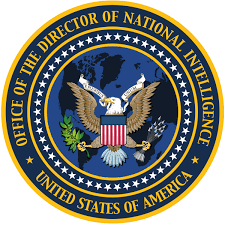 OFFICE OF THE DIRECTOR OF NATIONAL INTELLIGENCE
UNITED STATES OF AMERICA